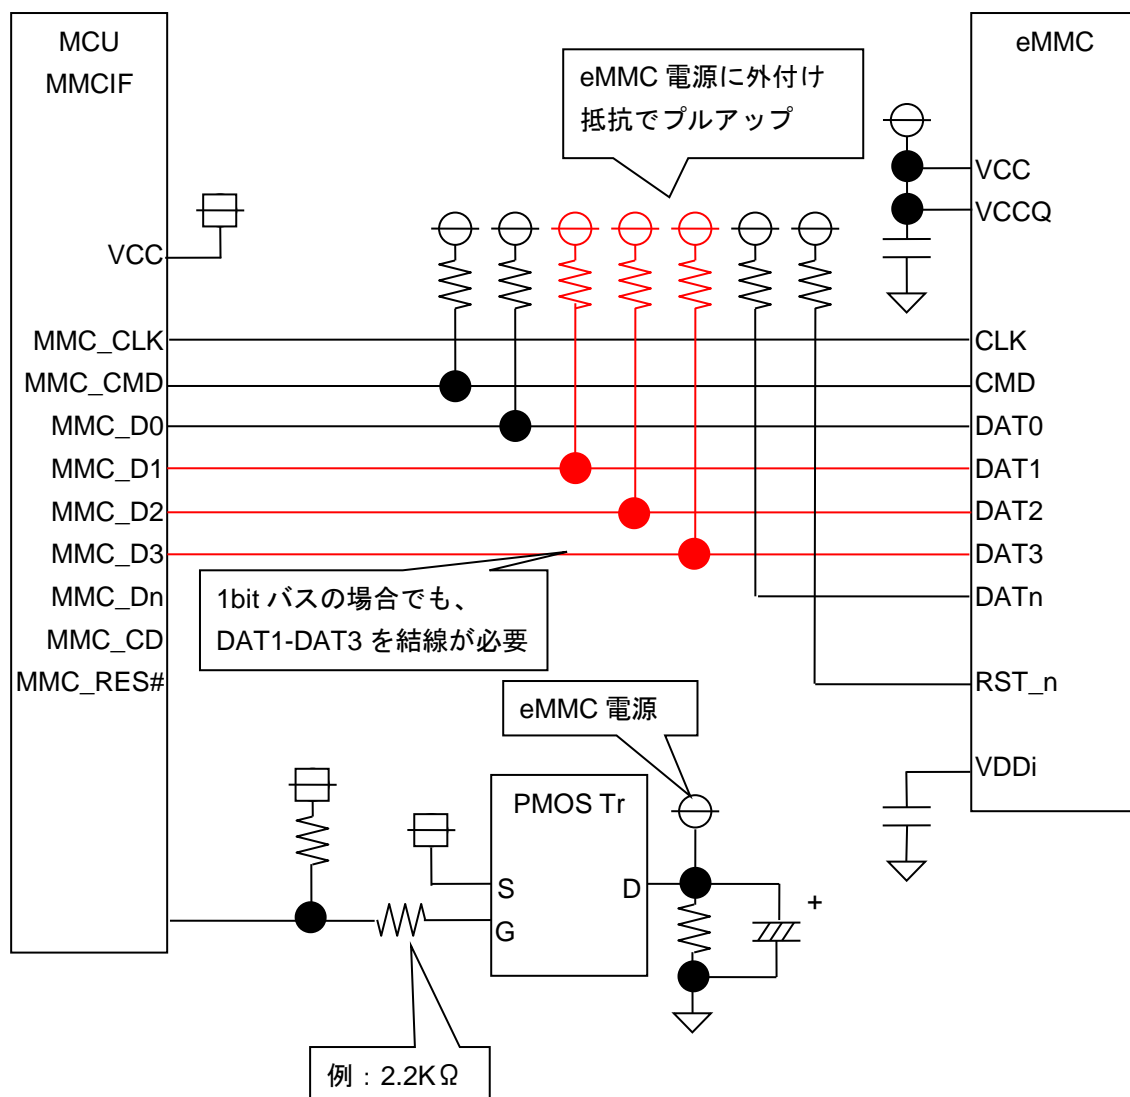 MCU
MMCIF
eMMC
eMMC 電源に外付け
抵抗でプルアップ
VCC
VCCQ
VCC
MMC_CLK
CLK
MMC_CMD
CMD
MMC_D0
DAT0
MMC_D1
DAT1
MMC_D2
DAT2
MMC_D3
DAT3
MMC_Dn
DATn
1bit バスの場合でも、
DAT1-DAT3 を結線が必要
MMC_CD
MMC_RES#
RST_n
eMMC 電源
VDDi
PMOS Tr
S
D
G
+
例：2.2KΩ